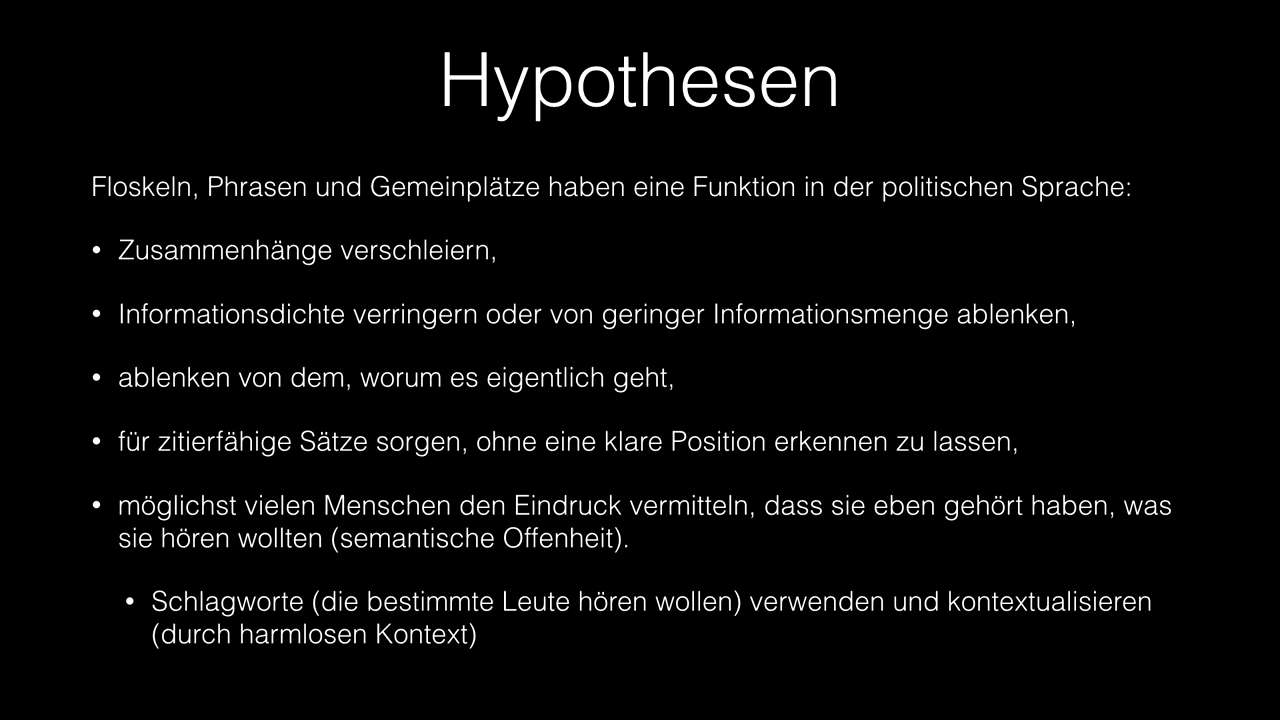 Hypothesen
Floskeln, Phrasen und Gemeinplätze haben eine Funktion in der politischen Sprache:
• Zusammenhänge verschleiern,
• Informationsdichte verringern oder von geringer Informationsmenge ablenken,
• ablenken von dem, worum es eigentlich geht,
• für zitierfähige Sätze sorgen, ohne eine klare Position erkennen zu lassen,
• möglichst vielen Menschen den Eindruck vermitteln, dass sie eben gehört haben, was
sie hören wollten (semantische Offenheit).
• Schlagworte (die bestimmte Leute hören wollen) verwenden und kontextualisieren
(durch harmlosen Kontext)